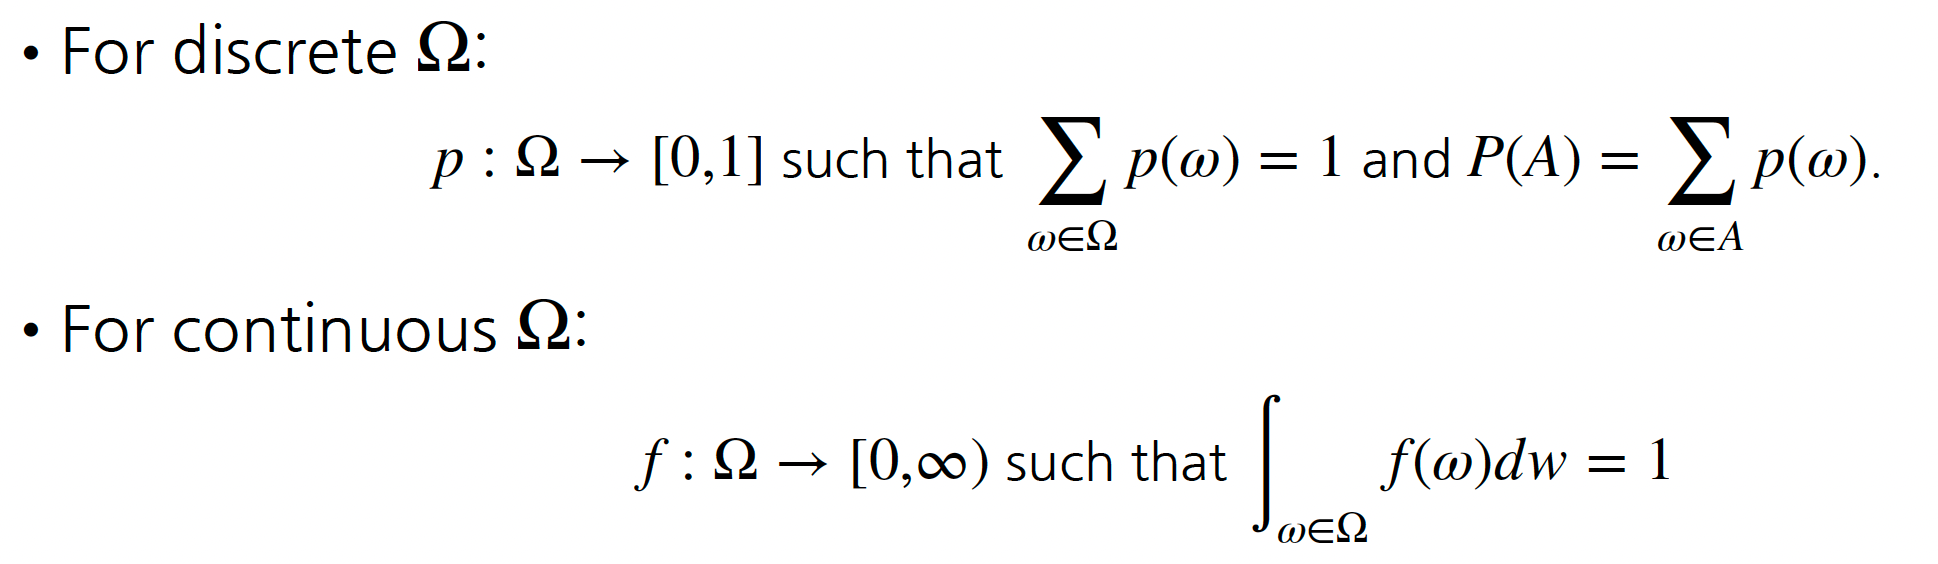 • For discrete Ω:
p : Ω → [0,1] such that ∑ p(ω) = 1 and P(A) = ∑ p(ω).
ω∈Ω ω∈A
• For continuous Ω:
f : Ω → [0,∞) such that ∫ f(ω)dw = 1
ω∈Ω